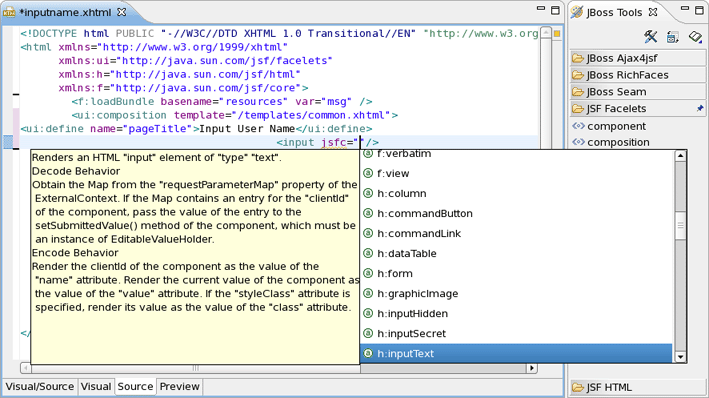 *inputname.xhtml
<!DOCTYPE html PUBLIC "-//W3C//DTD XHTML 1.0 Transitional//EN" "http://www.w3.org
<html xmlns="http://www.w3.org/1999/xhtml"
xmlns:ui="http://java.sun.com/jsf/facelets"
xmlns:h="http://java.sun.com/jsf/html"
xmlns:f="http://java.sun.com/jsf/core">
<f:loadBundle basename="resources" var="msg" />
<ui:composition template="/templates/common.xhtml">
<ui:define name="pageTitle">Input User Name</ui:define>
<input jsfc=""/>
Renders an HTML "input" element of "type" "text".
Decode Behavior
Obtain the Map from the "requestParameterMap" property of the
ExternalContext. If the Map contains an entry for the "clientId"
of the component, pass the value of the entry to the
setSubmittedValue() method of the component, which must be
an instance of EditableValueHolder.
Encode Behavior
Render the clientId of the component as the value of the
"name" attribute. Render the current value of the component as
the value of the "value" attribute. If the "styleClass" attribute is
specified, render its value as the value of the "class" attribute.
</
f:verbatim
f:view
h:column
h:commandButton
h:commandLink
h:dataTable
h:form
h:graphicImage
h:inputHidden
h:inputSecret
h:inputText
Visual/Source
Visual
Source
Preview
JBoss Tools
JBoss Ajax4jsf
JBoss RichFaces
JBoss Seam
JSF Facelets
component
composition
JSF HTML